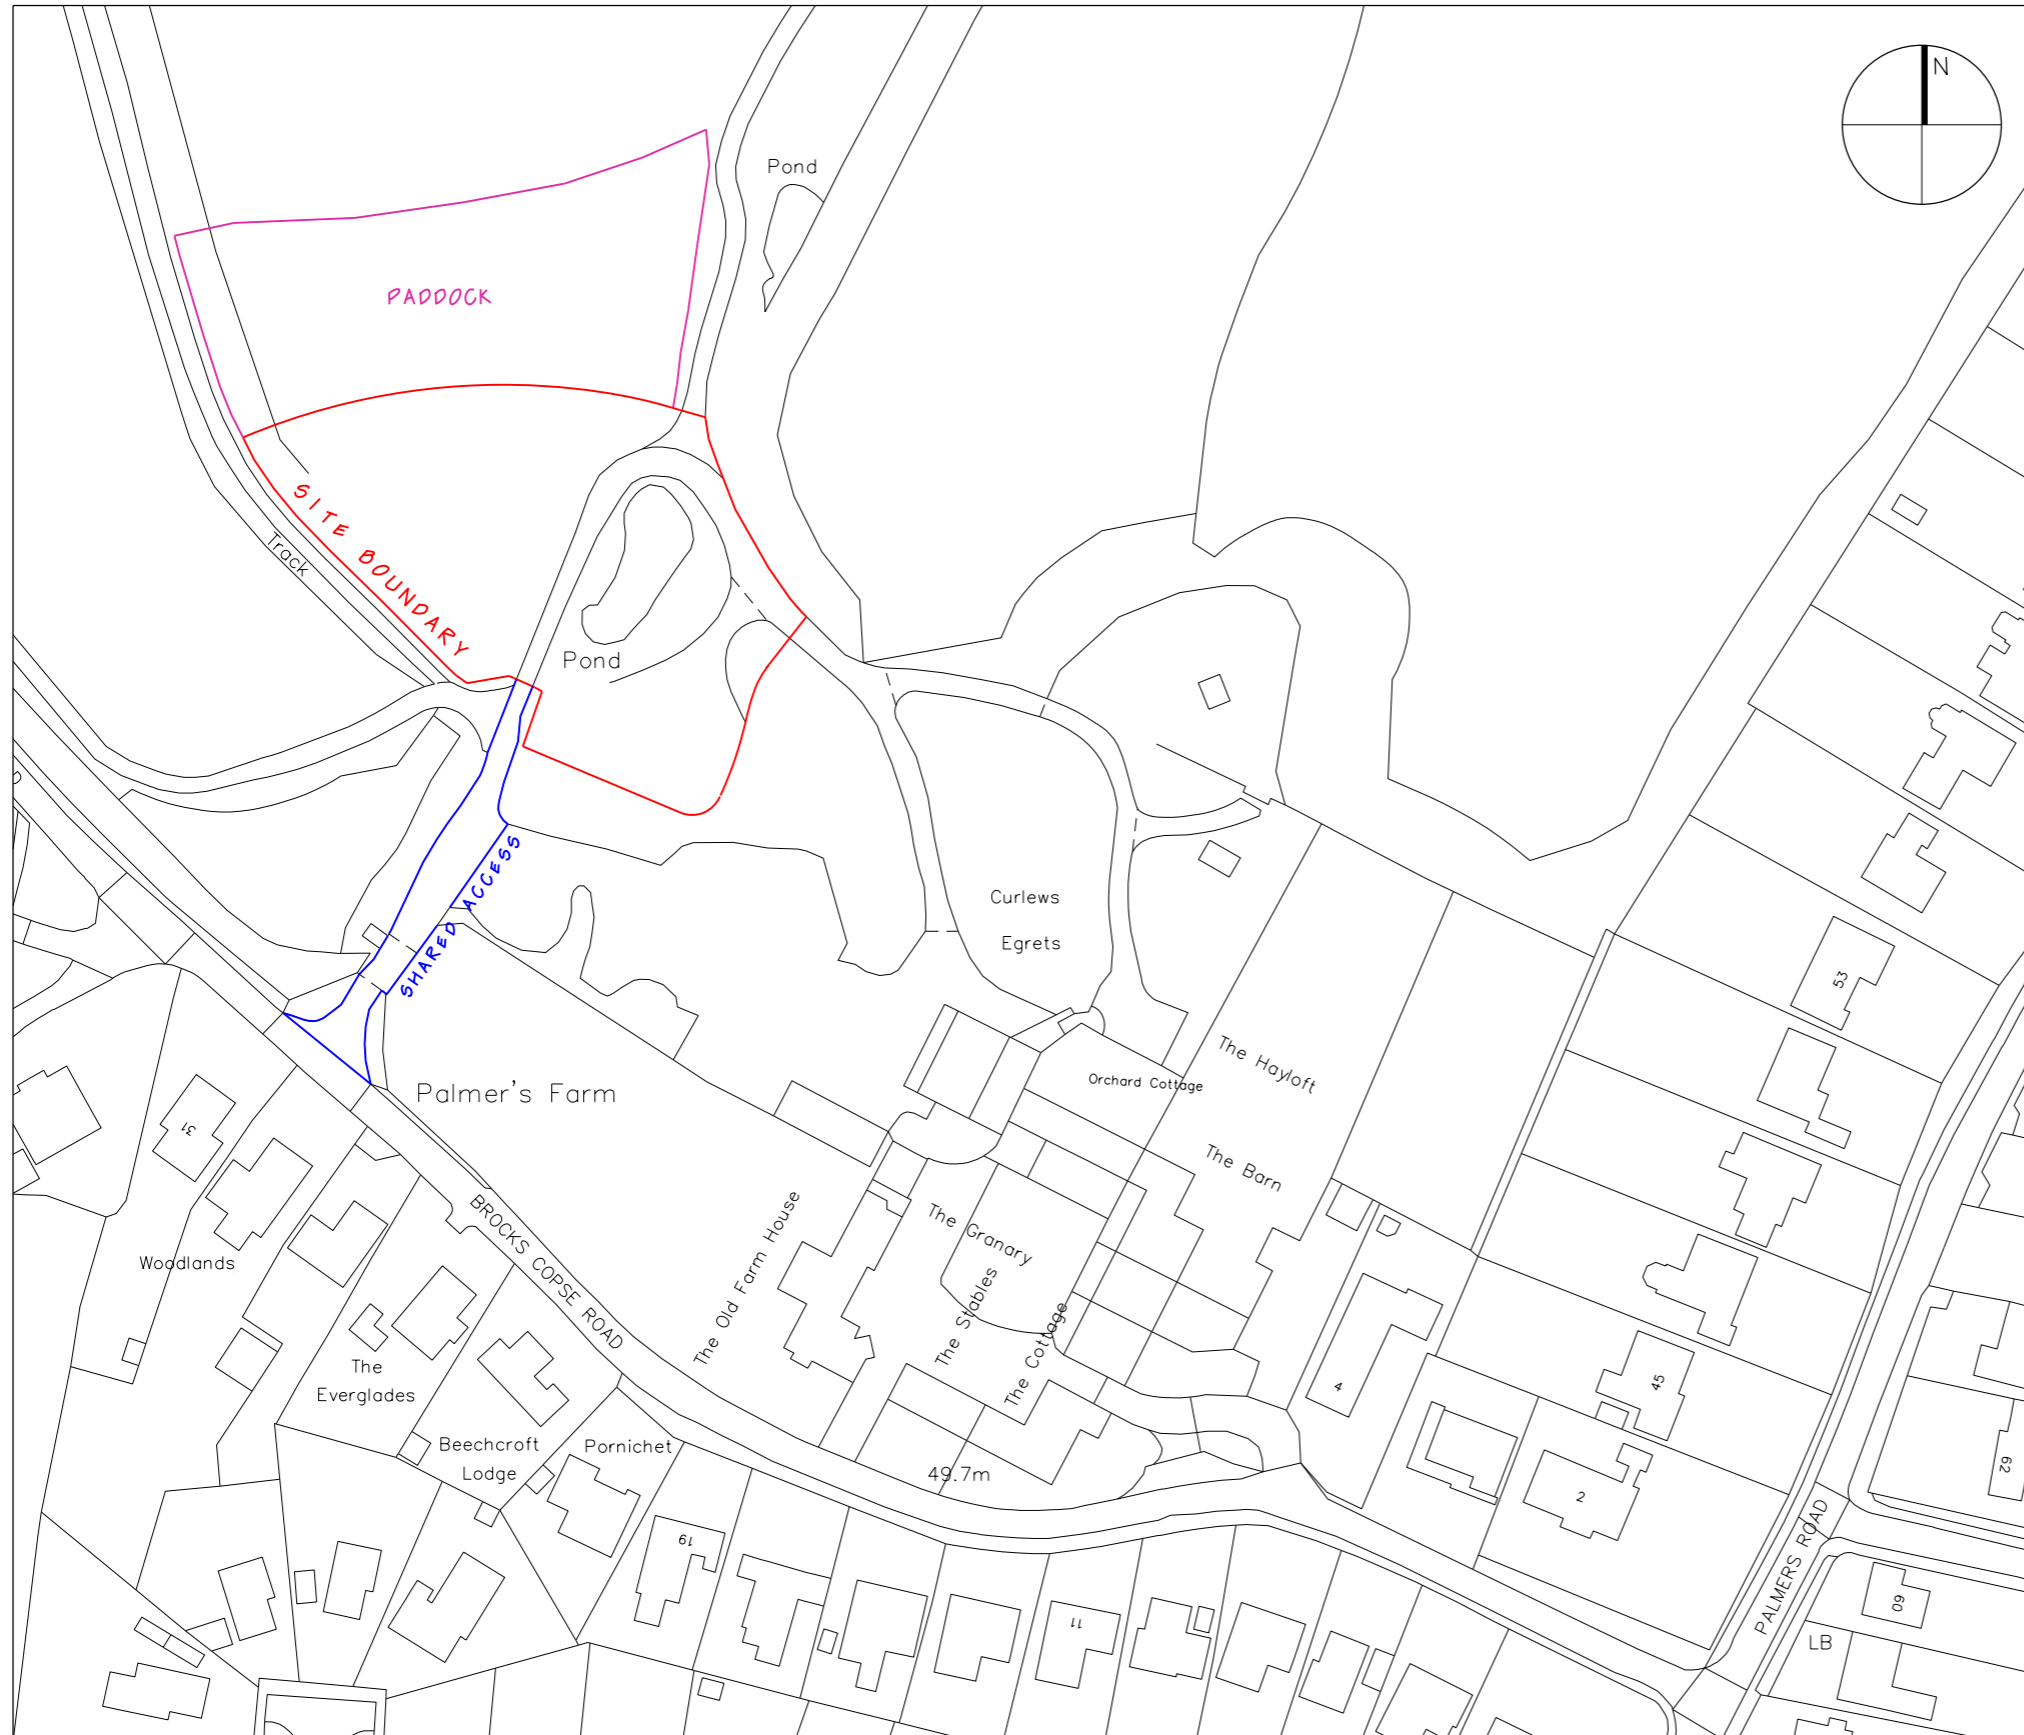 N
Pond
PADDOCK
SITE BOUNDARY
Track
Pond
SHARED ACCESS
Curlews
Egrets
53
The Hayloft
Orchard Cottage
Palmer's Farm
31
The Barn
BROCKS COPSE ROAD
The Old Farm House
The Granary
The Stables
The Cottage
Woodlands
The
Everglades
4
45
Beechcroft
Lodge
Pornichet
49.7m
2
62
19
11
PALMERS ROAD
60
LB